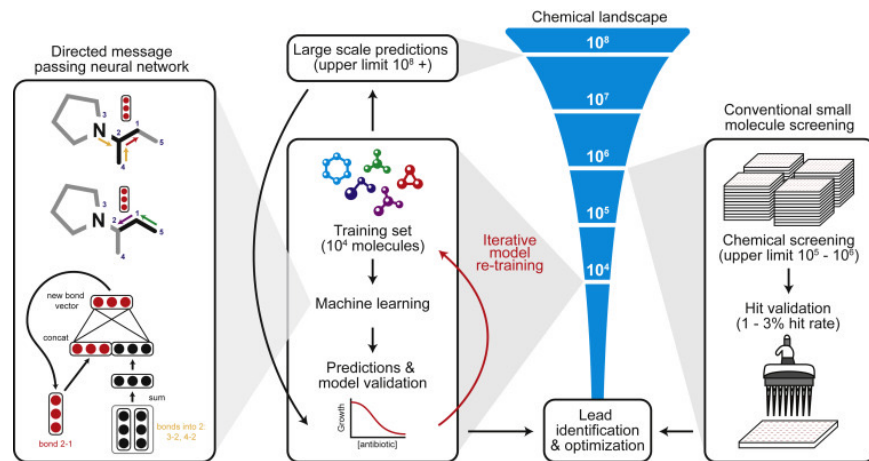 Directed message
passing neural network
3
N
2
1
5
4
3
N
2
1
5
4
new bond
vector
concat
sum
bond 2-1
bonds into 2:
3-2, 4-2
Large scale predictions
(upper limit 10⁸ +)
Training set
(10⁴ molecules)
Machine learning
Predictions &
model validation
Growth
[antibiotic]
Iterative model
re-training
Chemical landscape
10⁸
10⁷
10⁶
10⁵
10⁴
Lead
identification
& optimization
Conventional small
molecule screening
Chemical screening
(upper limit 10⁵ - 10⁶)
Hit validation
(1 - 3% hit rate)